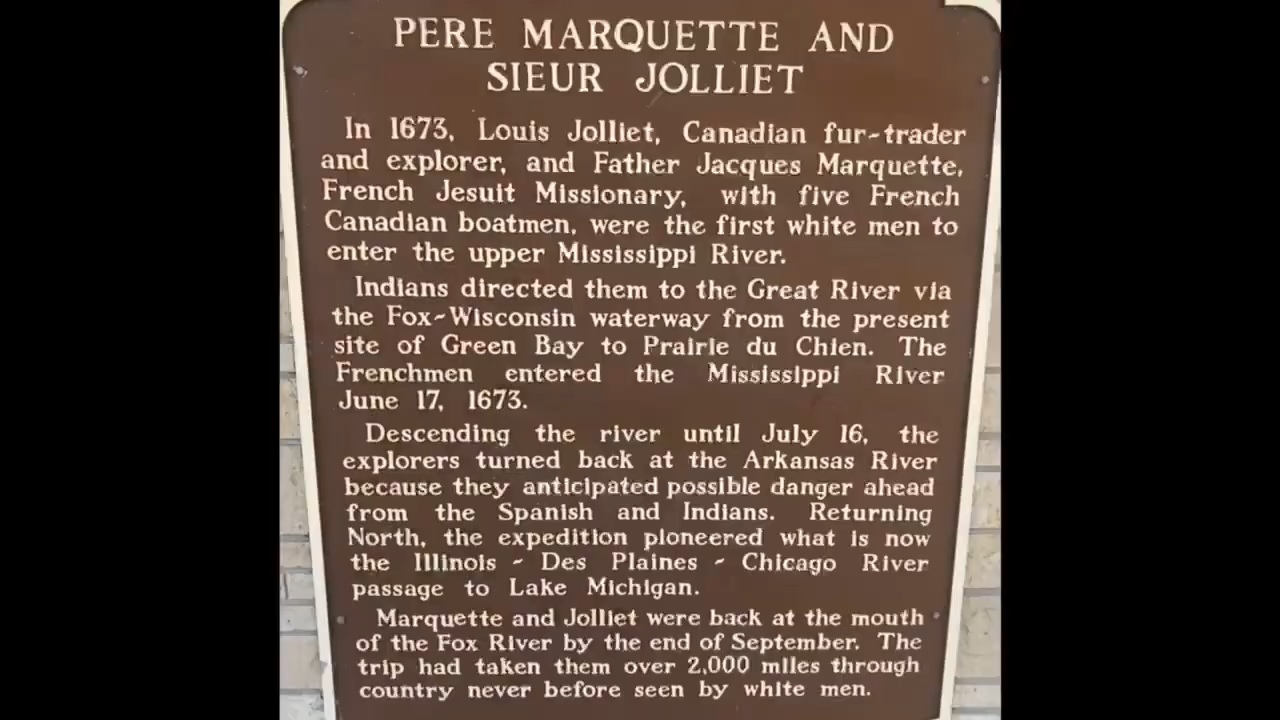 PERE MARQUETTE AND
SIEUR JOLLIET
In 1673, Louis Jolliet, Canadian fur-trader
and explorer, and Father Jacques Marquette,
French Jesuit Missionary, with five French
Canadian boatmen, were the first white men to
enter the upper Mississippi River.
Indians directed them to the Great River via
the Fox-Wisconsin waterway from the present
site of Green Bay to Prairie du Chien. The
Frenchmen entered the Mississippi River
June 17, 1673.
Descending the river until July 16, the
explorers turned back at the Arkansas River
because they anticipated possible danger ahead
from the Spanish and Indians. Returning
North, the expedition pioneered what is now
the Illinois - Des Plaines - Chicago River
passage to Lake Michigan.
Marquette and Jolliet were back at the mouth
of the Fox River by the end of September. The
trip had taken them over 2,000 miles through
country never before seen by white men.